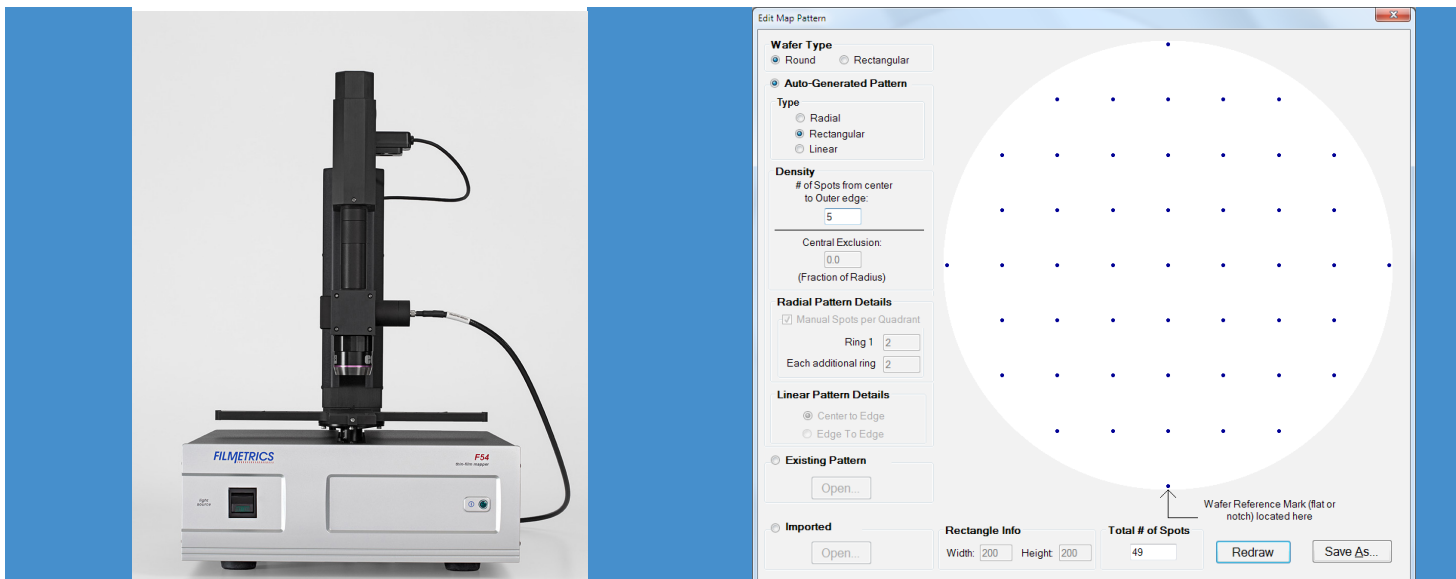 FILMETRICS
F54
thin-film mapper
light
source
Edit Map Pattern
Wafer Type
Round
Rectangular
Auto-Generated Pattern
Type
Radial
Rectangular
Linear
Density
# of Spots from center
to Outer edge:
5
Central Exclusion:
0.0
(Fraction of Radius)
Radial Pattern Details
Manual Spots per Quadrant
Ring 1 2
Each additional ring 2
Linear Pattern Details
Center to Edge
Edge To Edge
Existing Pattern
Open...
Imported
Open...
Wafer Reference Mark (flat or
notch) located here
Rectangle Info
Width: 200 Height: 200
Total # of Spots
49
Redraw
Save As...